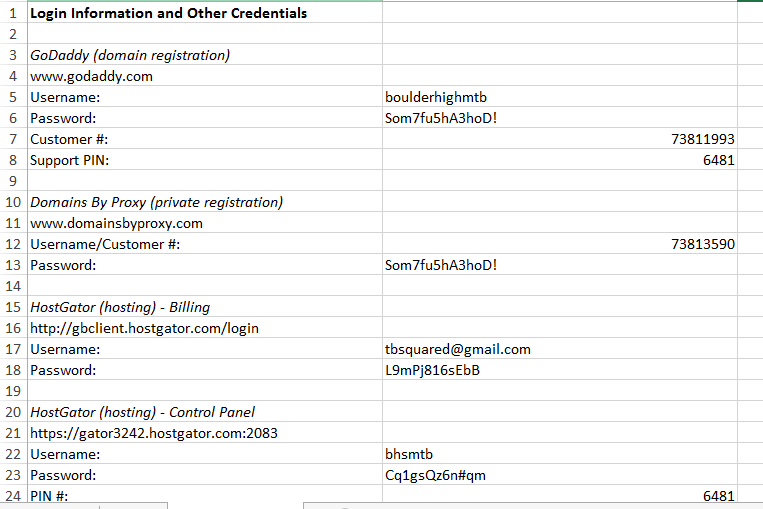 1 Login Information and Other Credentials
2
3 GoDaddy (domain registration)
4 www.godaddy.com
5 Username: boulderhighmtb
6 Password: Som7fu5hA3hoD!
7 Customer #: 73811993
8 Support PIN: 6481
9
10 Domains By Proxy (private registration)
11 www.domainsbyproxy.com
12 Username/Customer #: 73813590
13 Password: Som7fu5hA3hoD!
14
15 HostGator (hosting) - Billing
16 http://gbclient.hostgator.com/login
17 Username: tbsquared@gmail.com
18 Password: L9mPj816sEbB
19
20 HostGator (hosting) - Control Panel
21 https://gator3242.hostgator.com:2083
22 Username: bhsmtb
23 Password: Cq1gsQz6n#qm
24 PIN #: 6481